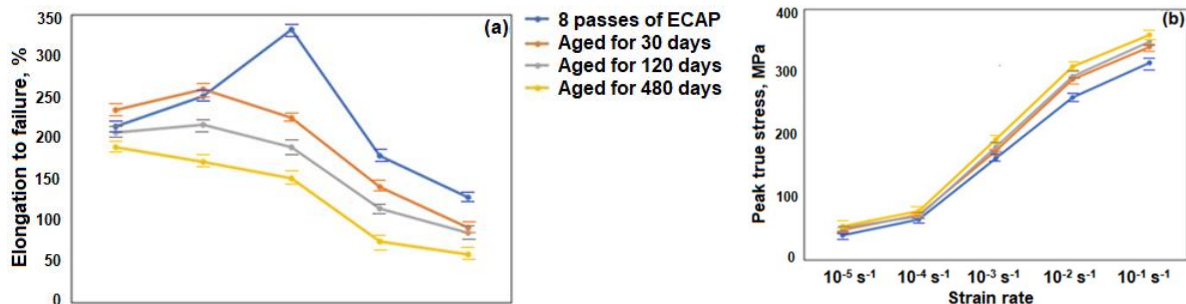 (a)
Elongation to failure, %
350
300
250
200
150
100
50
0
8 passes of ECAP
Aged for 30 days
Aged for 120 days
Aged for 480 days
(b)
Peak true stress, MPa
400
300
200
100
0
10⁻⁵ s⁻¹ 10⁻⁴ s⁻¹ 10⁻³ s⁻¹ 10⁻² s⁻¹ 10⁻¹ s⁻¹
Strain rate